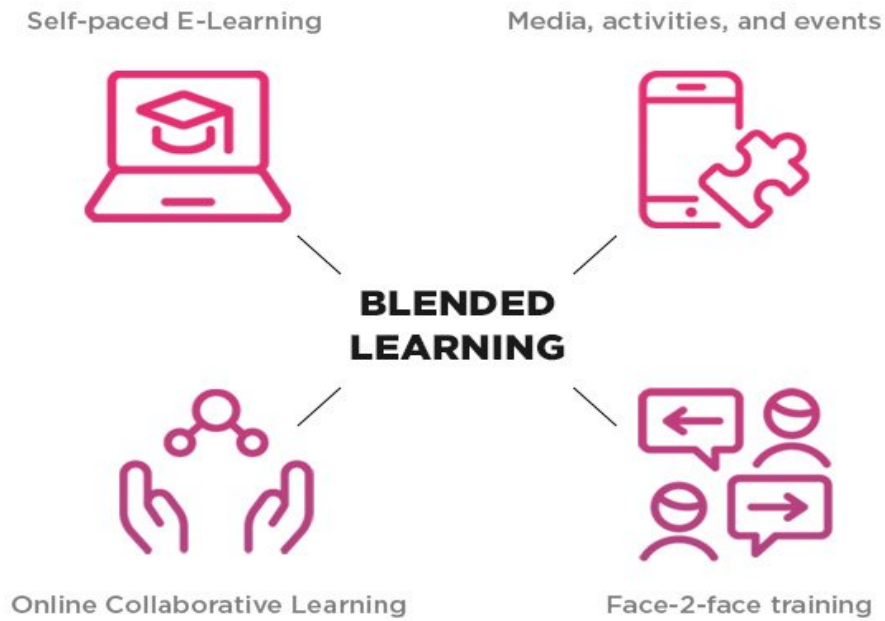 Self-paced E-Learning
Media, activities, and events
BLENDED
LEARNING
Online Collaborative Learning
Face-2-face training